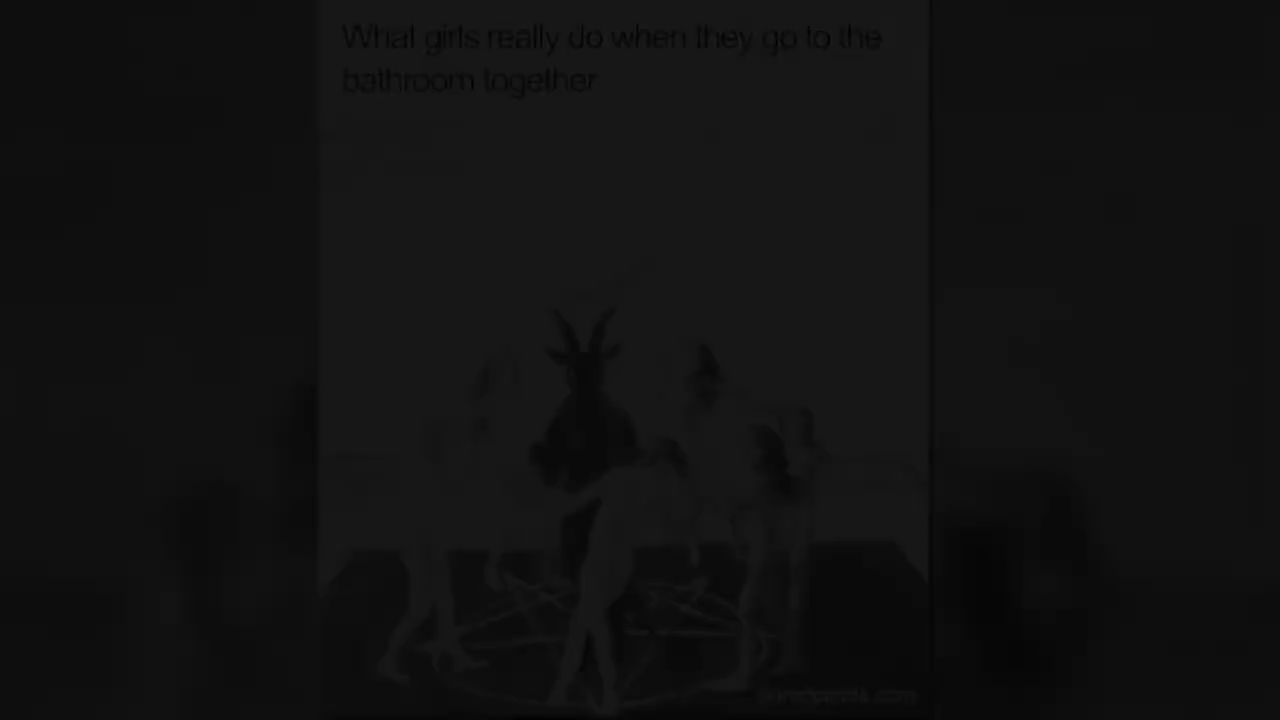 What girls really do when they go to the
bathroom together